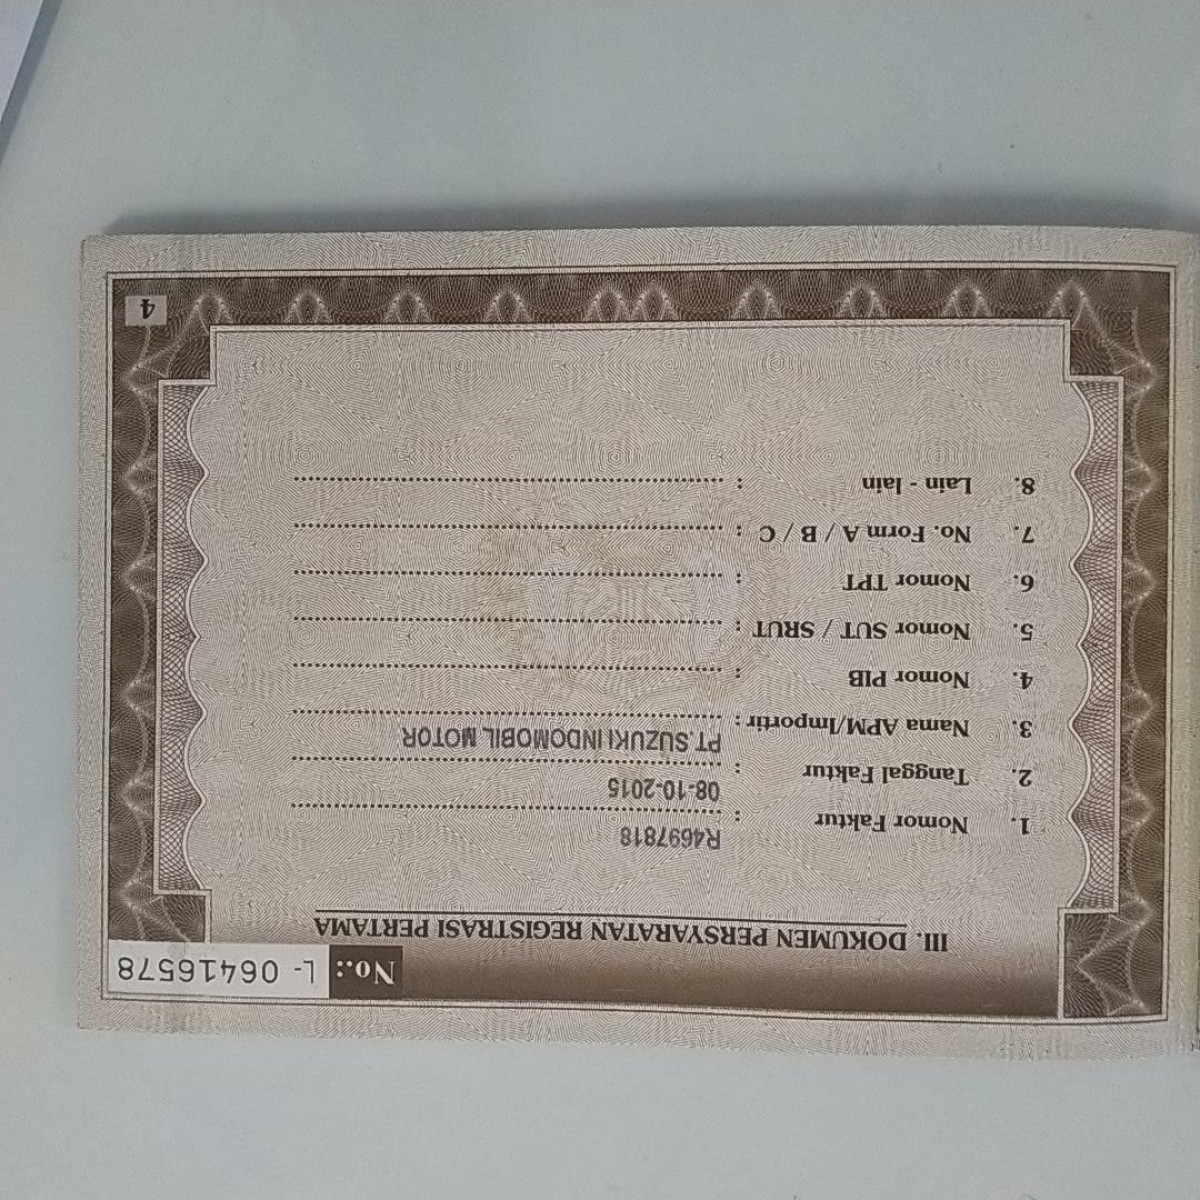 No.: L- 06416578
III. DOKUMEN PERSYARATAN REGISTRASI PERTAMA
1. Nomor Faktur : R4697818
2. Tanggal Faktur : 08-10-2015
3. Nama APM/Importir : PT.SUZUKI INDOMOBIL MOTOR
4. Nomor PIB :
5. Nomor SUT / SRUT :
6. Nomor TPT :
7. No. Form A / B / C :
8. Lain - lain :
4